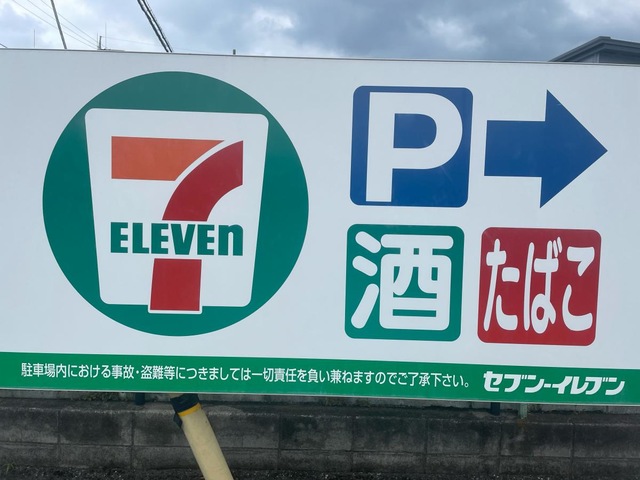 7
ELEVEn
P
酒
たばこ
駐車場内における事故・盗難等につきましては一切責任を負い兼ねますのでご了承下さい。
セブン-イレブン